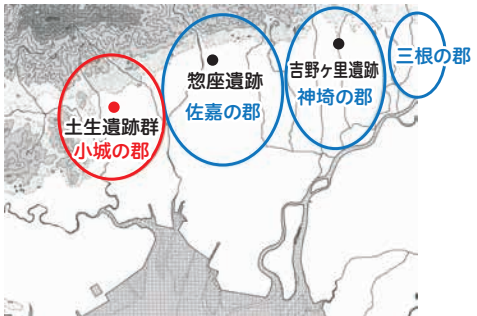 土生遺跡群
小城の郡
惣座遺跡
佐嘉の郡
吉野ヶ里遺跡
神埼の郡
三根の郡